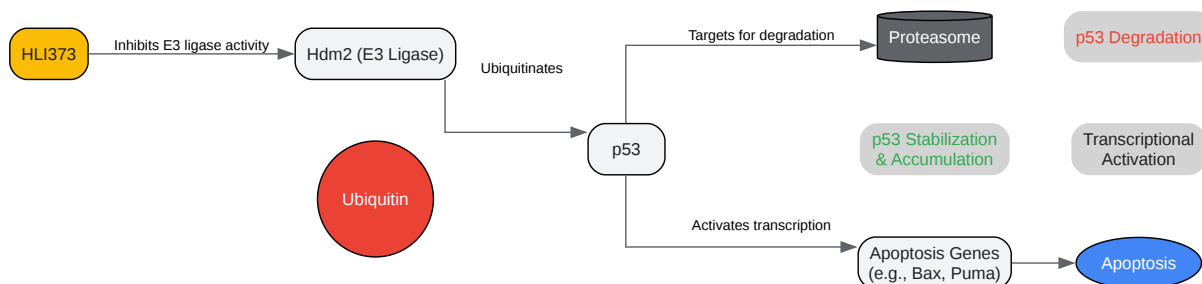 HLI373
Inhibits E3 ligase activity
Hdm2 (E3 Ligase)
Ubiquitinates
Ubiquitin
p53
Targets for degradation
Proteasome
p53 Degradation
p53 Stabilization
& Accumulation
Transcriptional
Activation
Activates transcription
Apoptosis Genes
(e.g., Bax, Puma)
Apoptosis